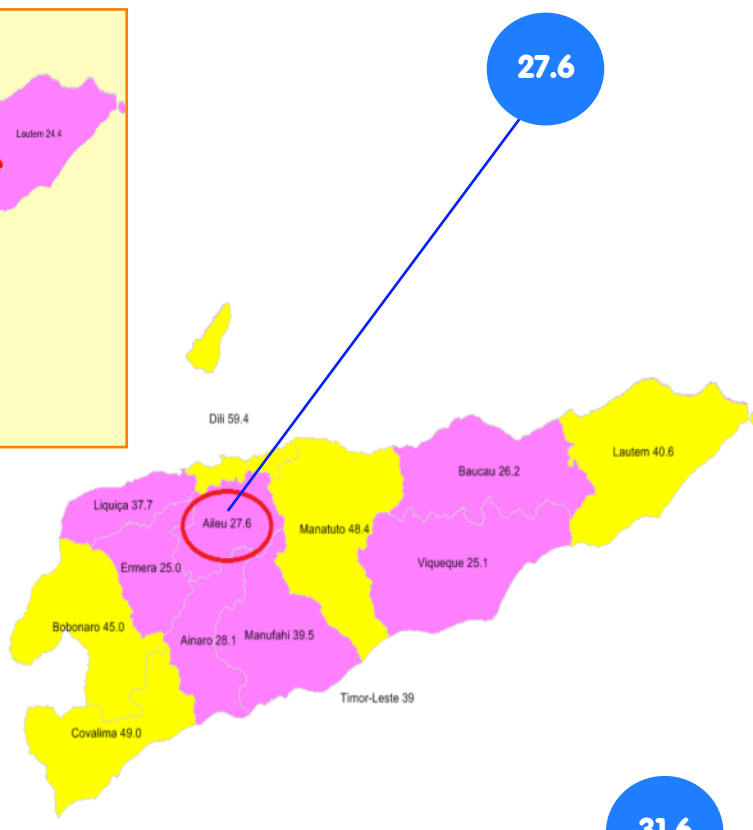 27.6
Lautem 24.4
Dili 59.4
Lautem 40.6
Baucau 26.2
Liquiça 37.7
Aileu 27.6
Manatuto 48.4
Ermera 25.0
Viqueque 25.1
Bobonaro 45.0
Ainaro 28.1
Manufahi 39.5
Timor-Leste 39
Covalima 49.0
31.6